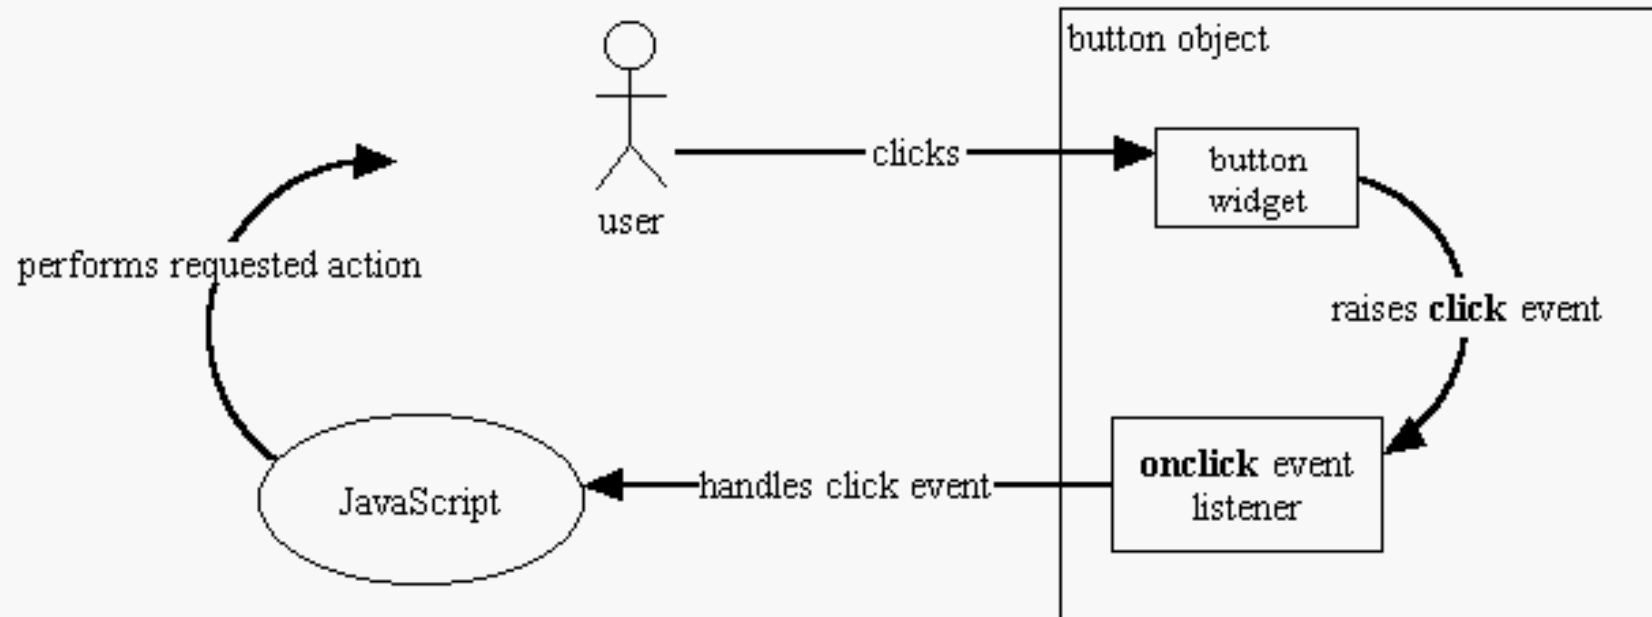 button object
clicks
button
widget
user
performs requested action
raises click event
onclick event
listener
handles click event
JavaScript